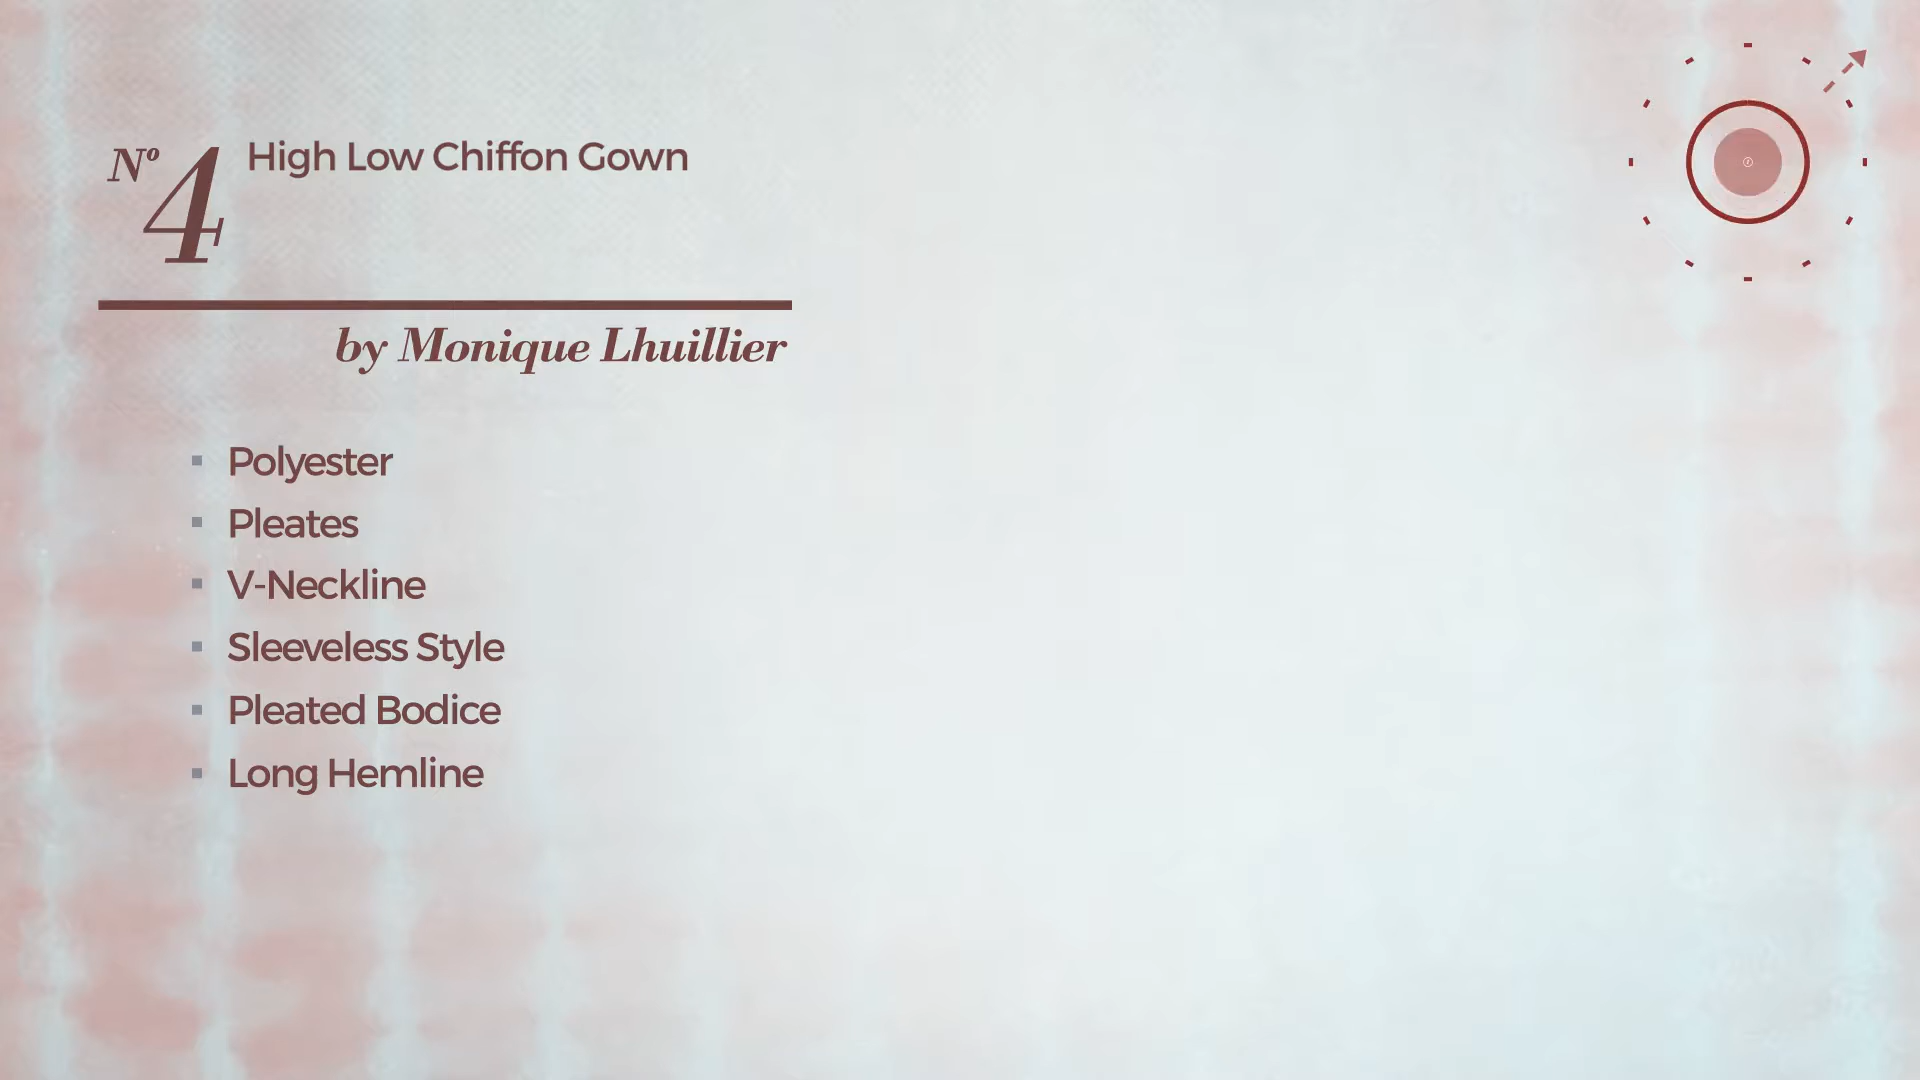 Nº 4 High Low Chiffon Gown
by Monique Lhuillier
Polyester
Pleates
V-Neckline
Sleeveless Style
Pleated Bodice
Long Hemline